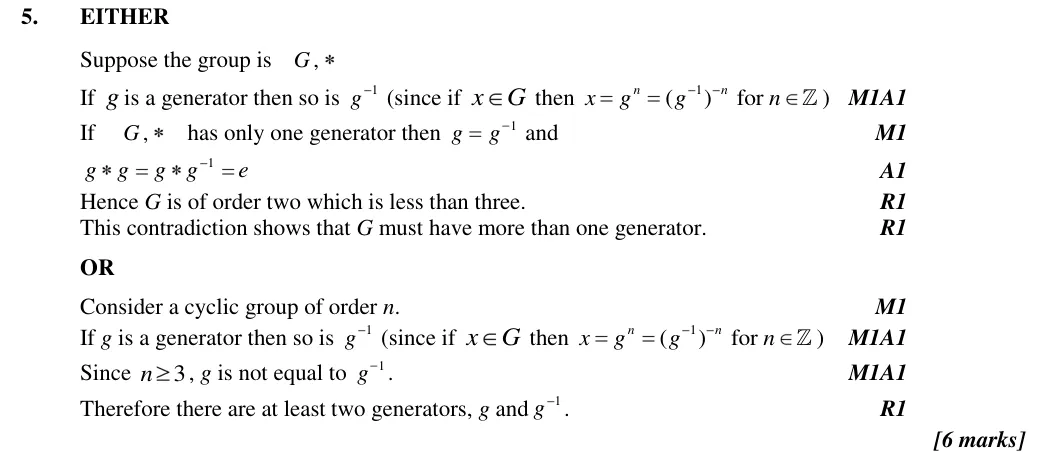 5. EITHER
Suppose the group is G, *
If g is a generator then so is g⁻¹ (since if x ∈ G then x = gⁿ = (g⁻¹)⁻ⁿ for n ∈ ℤ) M1A1
If G, * has only one generator then g = g⁻¹ and M1
g * g = g * g⁻¹ = e A1
Hence G is of order two which is less than three. R1
This contradiction shows that G must have more than one generator. R1
OR
Consider a cyclic group of order n. M1
If g is a generator then so is g⁻¹ (since if x ∈ G then x = gⁿ = (g⁻¹)⁻ⁿ for n ∈ ℤ) M1A1
Since n ≥ 3, g is not equal to g⁻¹. M1A1
Therefore there are at least two generators, g and g⁻¹. R1
[6 marks]